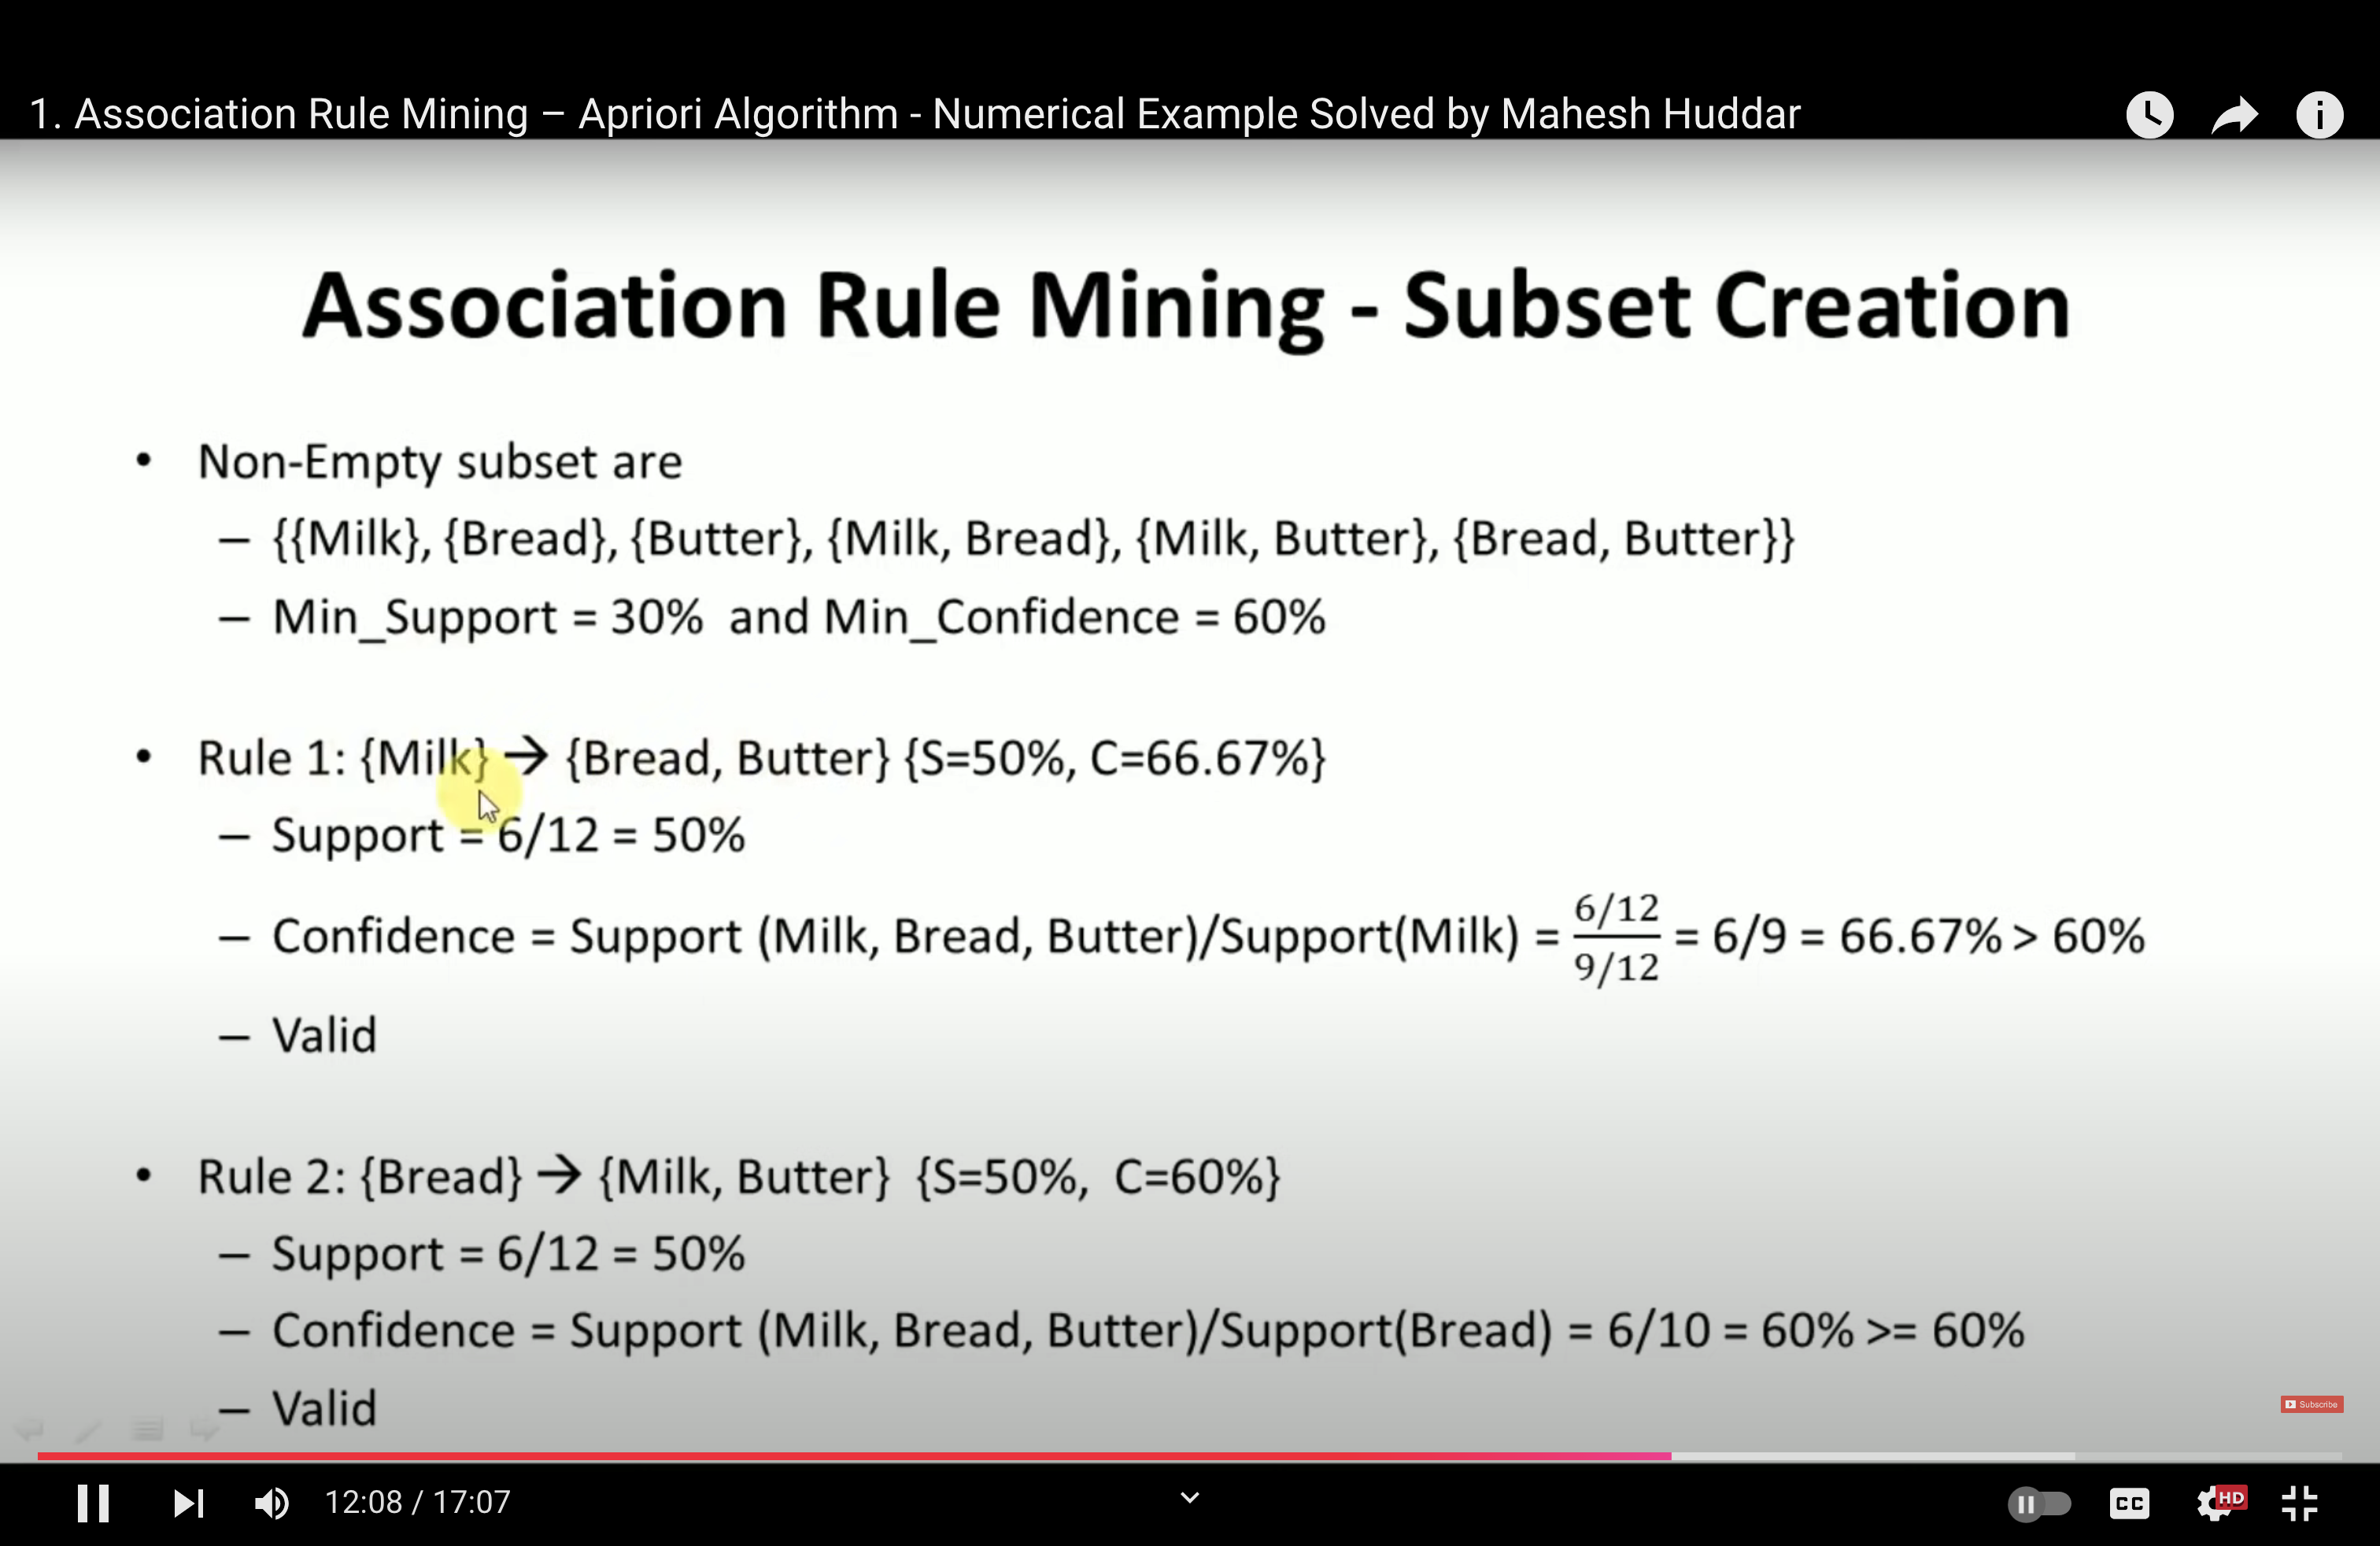 1. Association Rule Mining – Apriori Algorithm - Numerical Example Solved by Mahesh Huddar
Association Rule Mining - Subset Creation
• Non-Empty subset are
– {{Milk}, {Bread}, {Butter}, {Milk, Bread}, {Milk, Butter}, {Bread, Butter}}
– Min_Support = 30% and Min_Confidence = 60%
• Rule 1: {Milk} → {Bread, Butter} {S=50%, C=66.67%}
– Support = 6/12 = 50%
– Confidence = Support (Milk, Bread, Butter)/Support(Milk) = 6/12 / 9/12 = 6/9 = 66.67% > 60%
– Valid
• Rule 2: {Bread} → {Milk, Butter} {S=50%, C=60%}
– Support = 6/12 = 50%
– Confidence = Support (Milk, Bread, Butter)/Support(Bread) = 6/10 = 60% >= 60%
– Valid
Subscribe
12:08 / 17:07
CC
HD